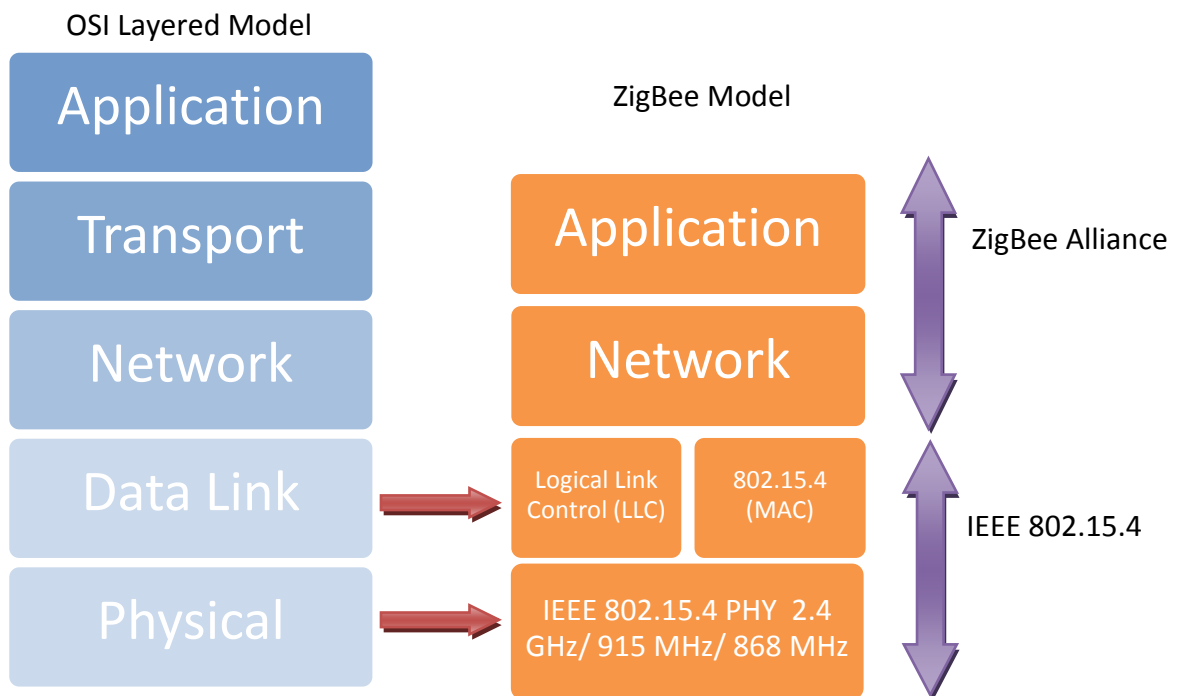 OSI Layered Model
Application
Transport
Network
Data Link
Physical
ZigBee Model
Application
Network
Logical Link
Control (LLC)
802.15.4
(MAC)
IEEE 802.15.4 PHY  2.4
GHz/ 915 MHz/ 868 MHz
ZigBee Alliance
IEEE 802.15.4